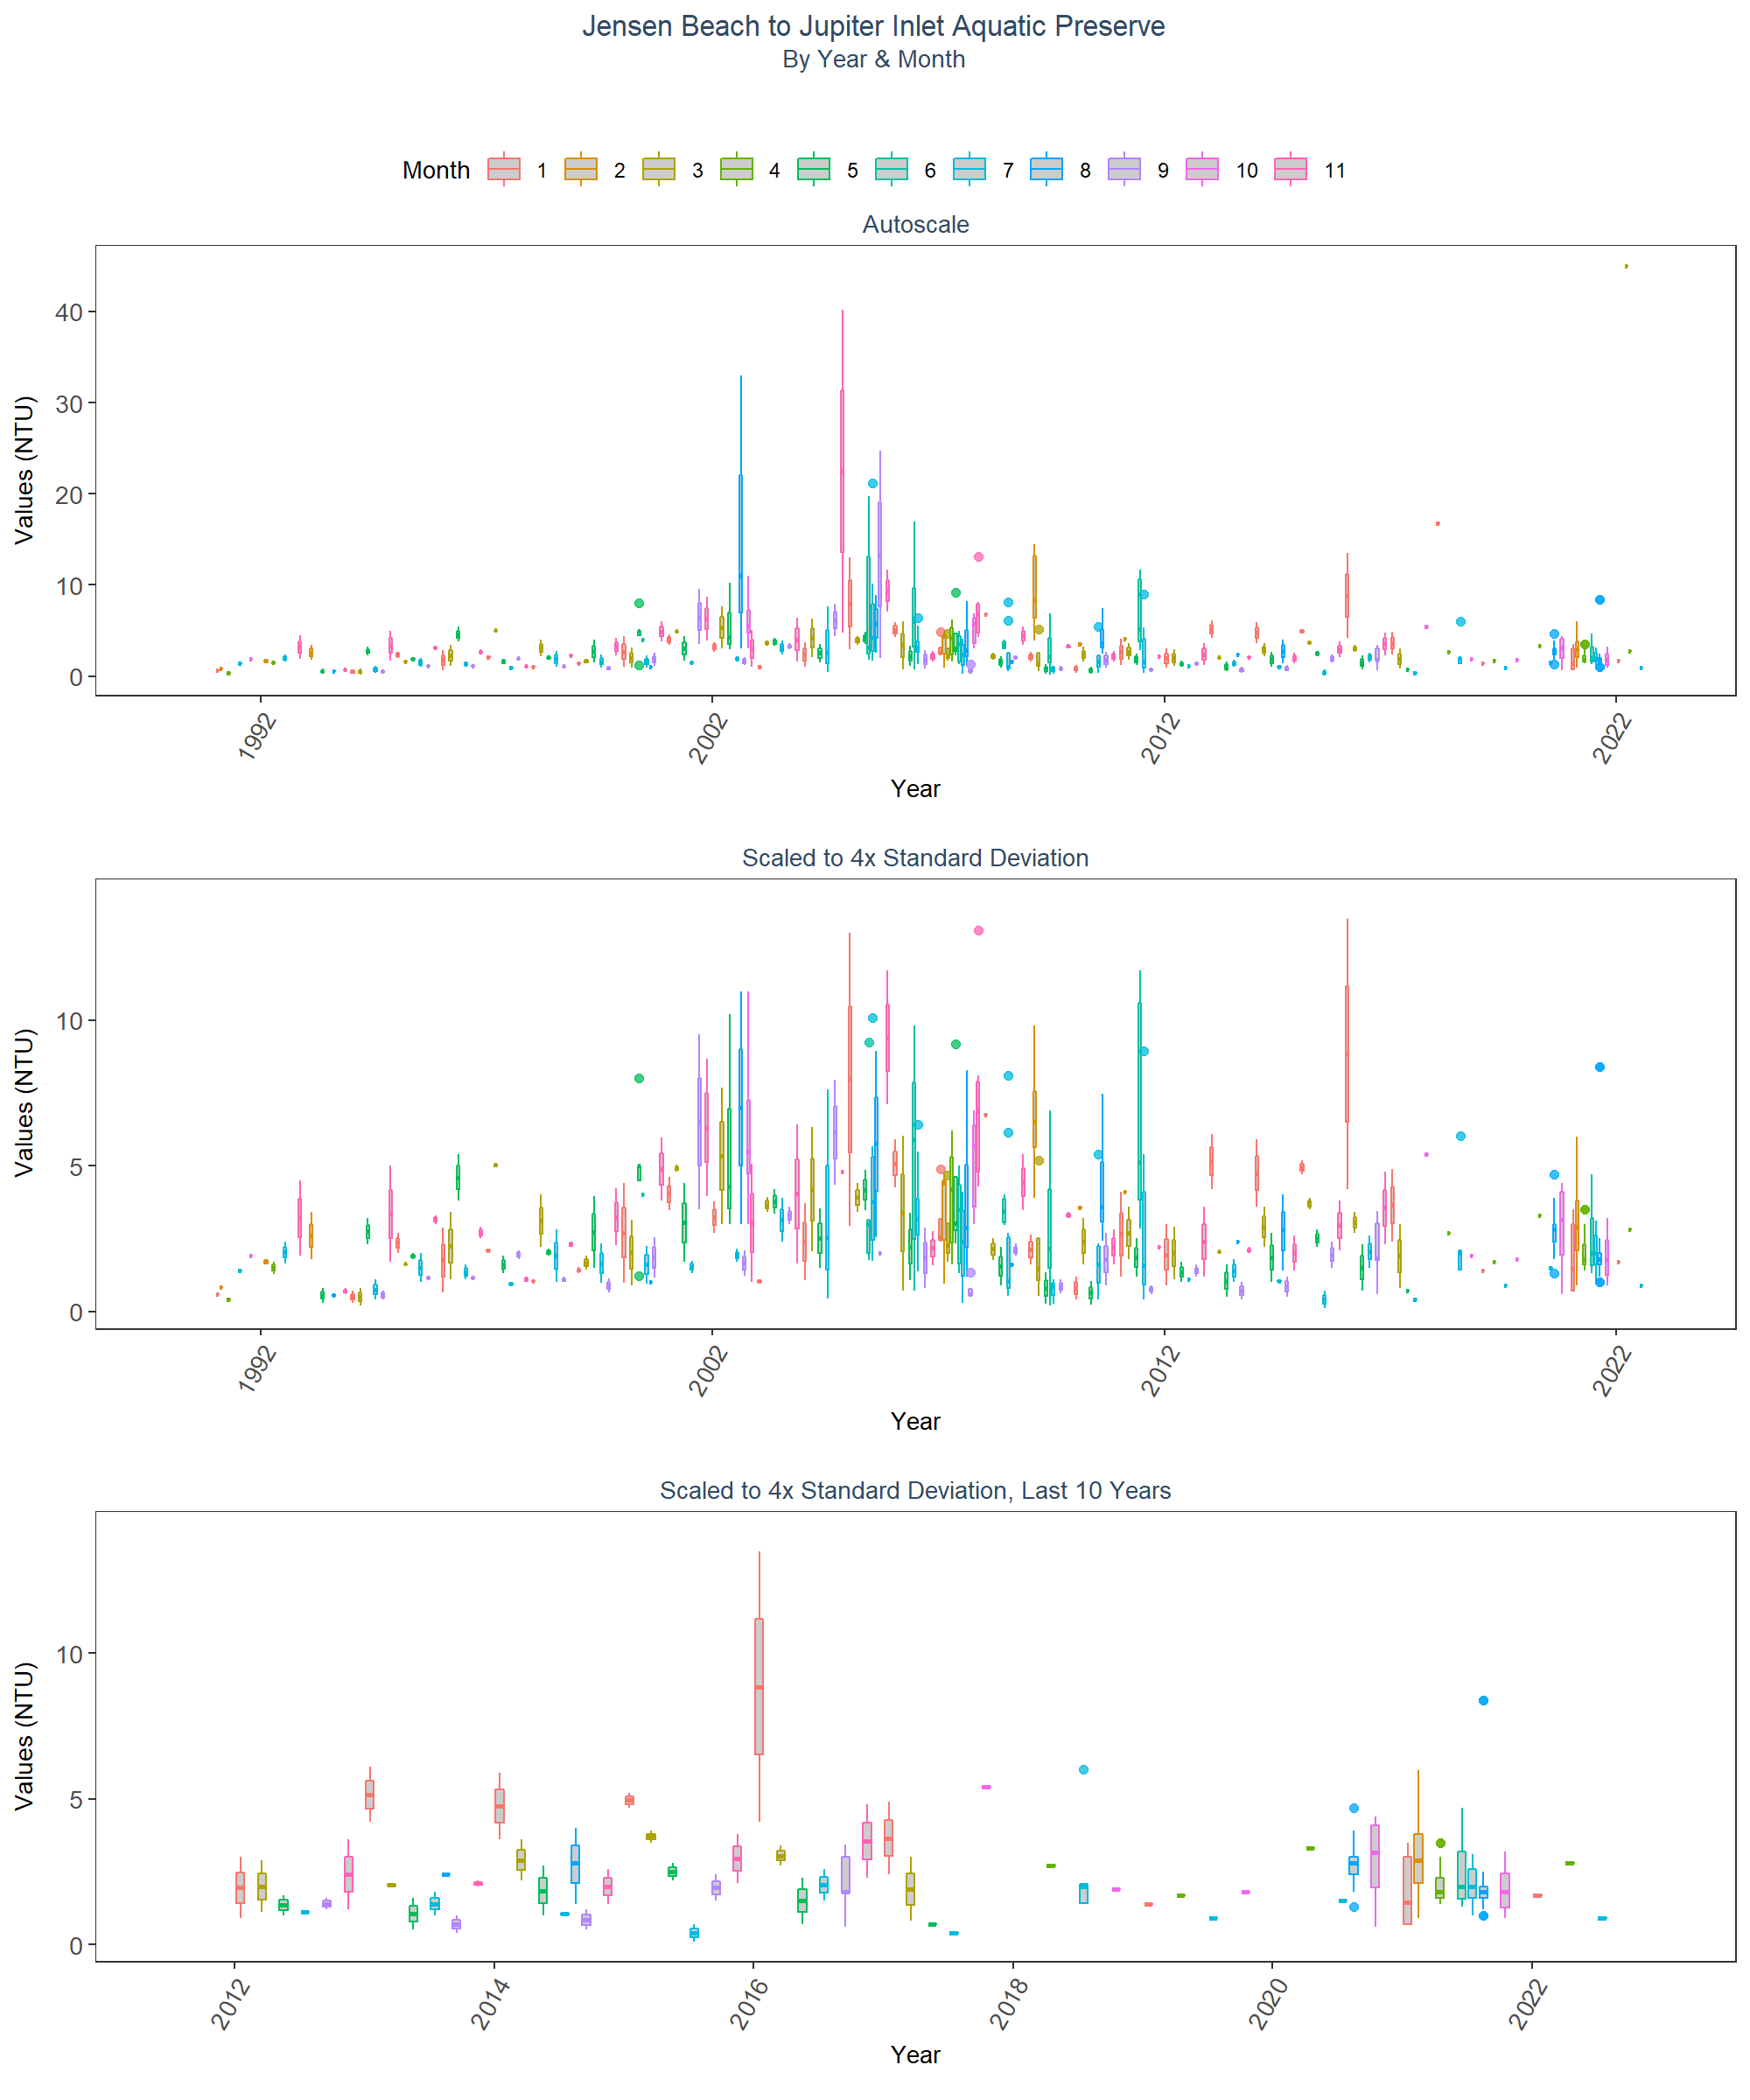 Jensen Beach to Jupiter Inlet Aquatic Preserve
By Year & Month
Month 1 2 3 4 5 6 7 8 9 10 11
Autoscale
Values (NTU)
40
30
20
10
0
1992 2002 2012 2022
Year
Scaled to 4x Standard Deviation
Values (NTU)
10
5
0
1992 2002 2012 2022
Year
Scaled to 4x Standard Deviation, Last 10 Years
Values (NTU)
10
5
0
2012 2014 2016 2018 2020 2022
Year